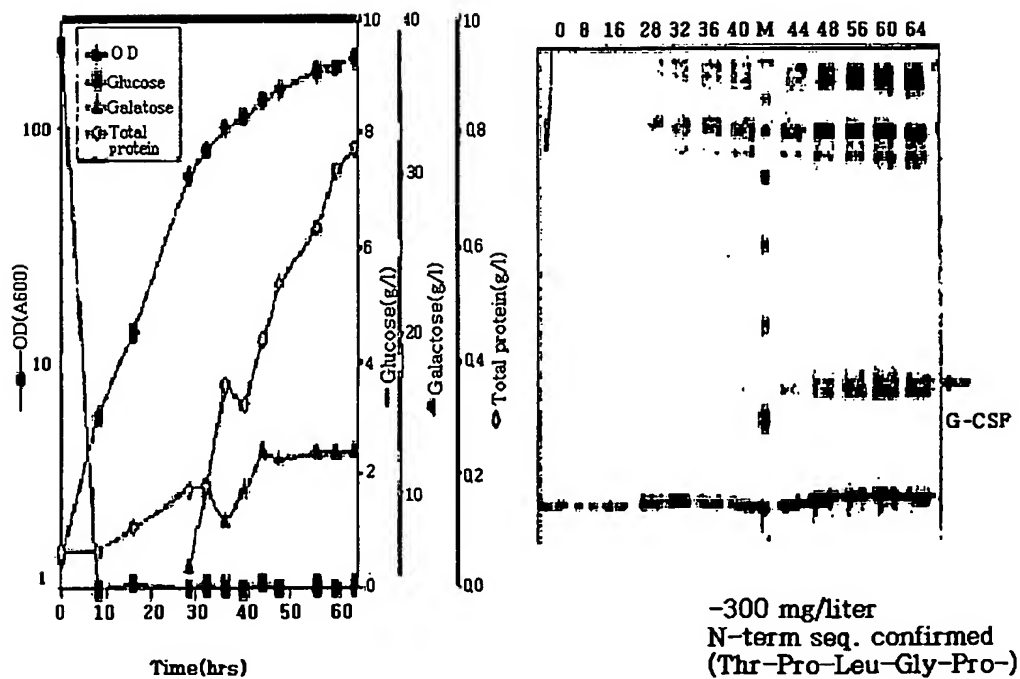 OD
Glucose
Galatose
Total
protein
100
10
1
OD(A600)
0 10 20 30 40 50 60
Time(hrs)
10
8
6
4
2
0
Glucose(g/l)
40
30
20
10
Galactose(g/l)
1.0
0.8
0.6
0.4
0.2
0.0
Total protein(g/l)
0 8 16 28 32 36 40 M 44 48 56 60 64
G-CSF
-300 mg/liter
N-term seq. confirmed
(Thr-Pro-Leu-Gly-Pro-)